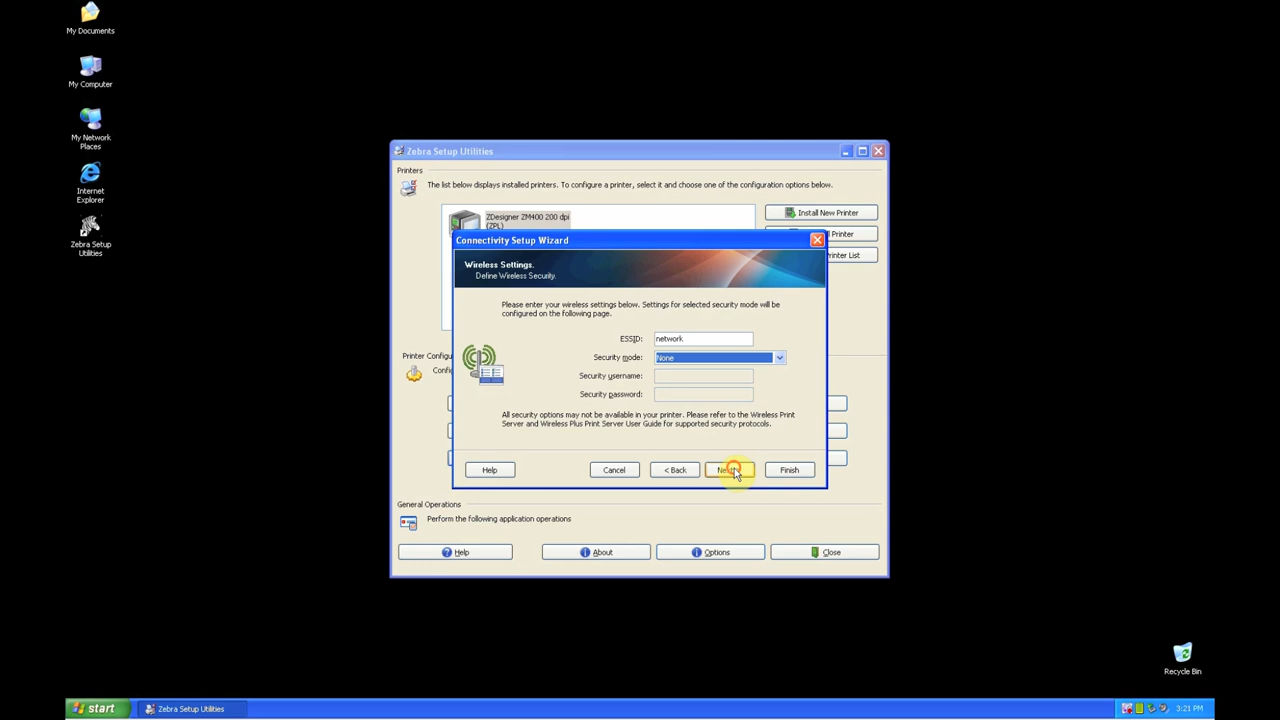 My Documents
My Computer
My Network
Places
Internet
Explorer
Zebra Setup
Utilities
Zebra Setup Utilities
Printers
The list below displays installed printers. To configure a printer, select it and choose one of the configuration options below.
ZDesigner ZM400 200 dpi
(ZPL)
Install New Printer
Printer
Printer List
Connectivity Setup Wizard
Wireless Settings.
Define Wireless Security.
Please enter your wireless settings below. Settings for selected security mode will be
configured on the following page.
ESSID: network
Security mode: None
Security username:
Security password:
All security options may not be available in your printer. Please refer to the Wireless Print
Server and Wireless Plus Print Server User Guide for supported security protocols.
Help
Cancel
< Back
Finish
General Operations
Perform the following application operations
Help
About
Options
Close
Recycle Bin
start
Zebra Setup Utilities
3:21 PM